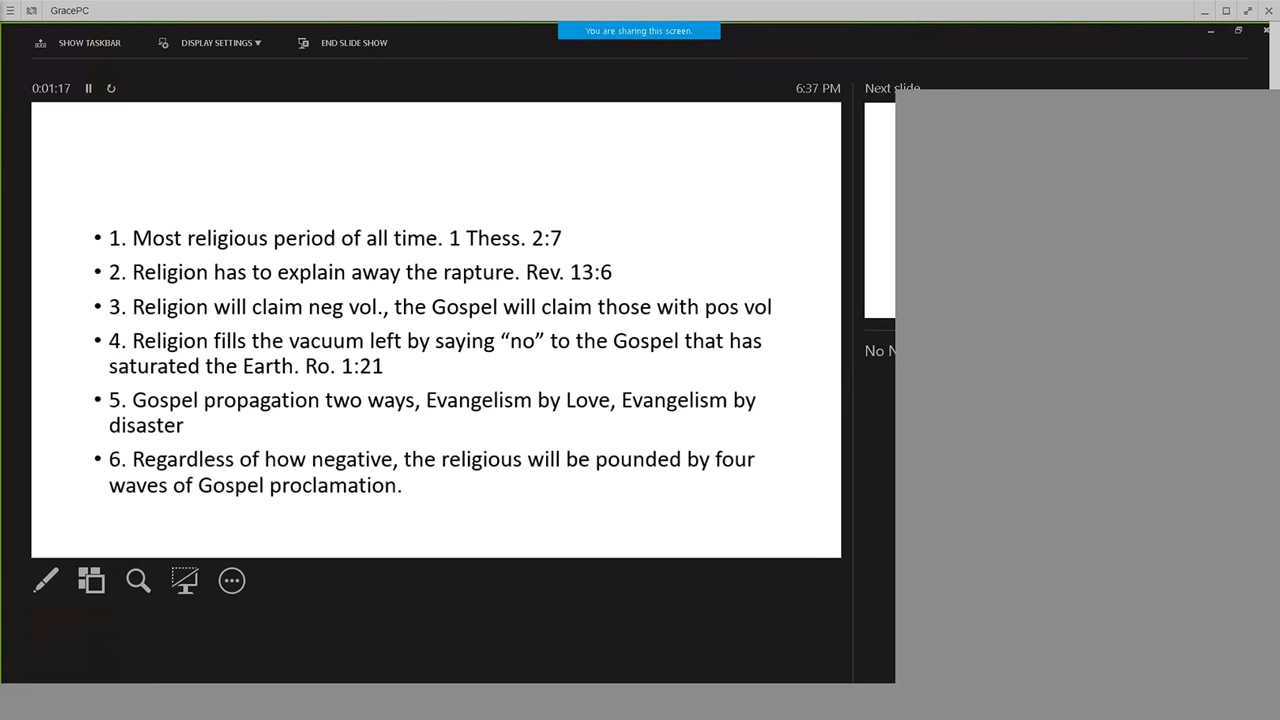 GracePC
You are sharing this screen.
SHOW TASKBAR
DISPLAY SETTINGS ▾
END SLIDE SHOW
0:01:17
6:37 PM
Next slide
• 1. Most religious period of all time. 1 Thess. 2:7
• 2. Religion has to explain away the rapture. Rev. 13:6
• 3. Religion will claim neg vol., the Gospel will claim those with pos vol
• 4. Religion fills the vacuum left by saying “no” to the Gospel that has
saturated the Earth. Ro. 1:21
• 5. Gospel propagation two ways, Evangelism by Love, Evangelism by
disaster
• 6. Regardless of how negative, the religious will be pounded by four
waves of Gospel proclamation.
No